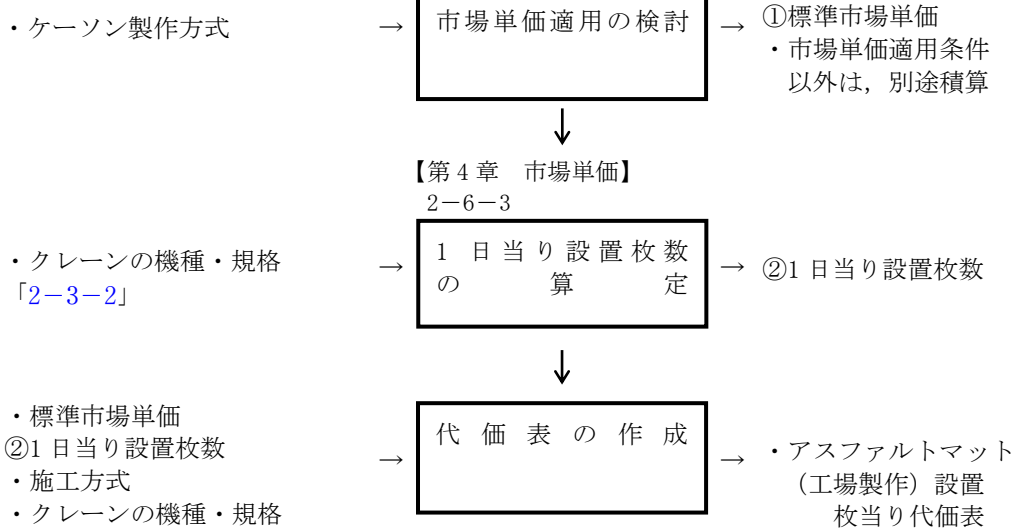 ・ケーソン製作方式
→
市場単価適用の検討
→
①標準市場単価
・市場単価適用条件
以外は，別途積算
↓
【第４章　市場単価】
２－６－３
・クレーンの機種・規格
「２－３－２」
→
１日当り設置枚数
の算定
→
②１日当り設置枚数
↓
・標準市場単価
②１日当り設置枚数
・施工方式
・クレーンの機種・規格
→
代価表の作成
→
・アスファルトマット
（工場製作）設置
枚当り代価表